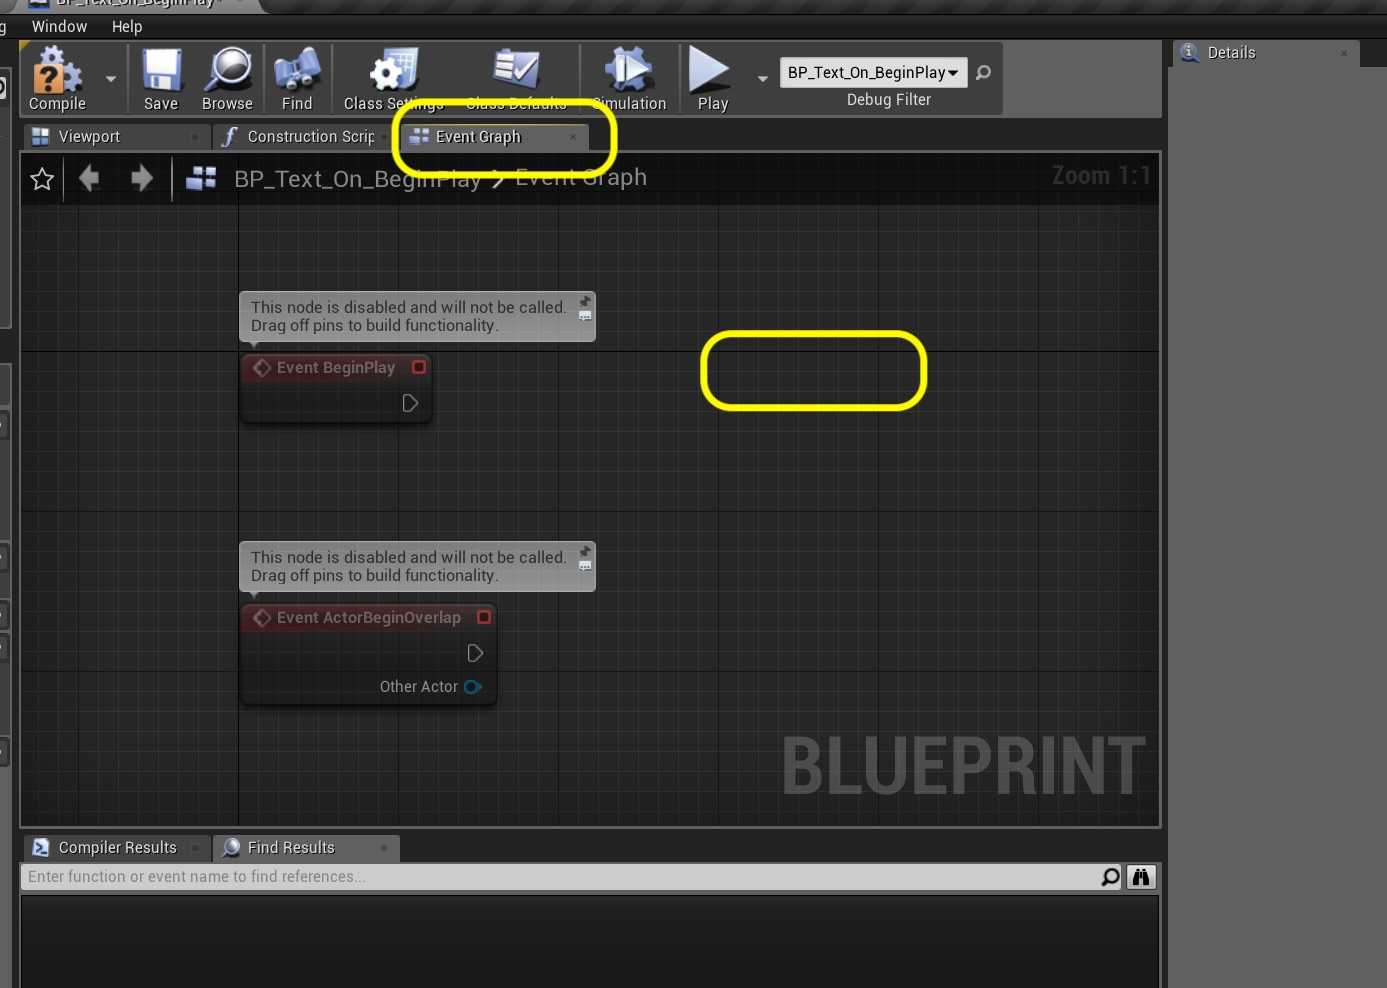 BP_Text_On_BeginPlay
g Window Help
Compile Save Browse Find Class Settings Class Defaults Simulation Play
BP_Text_On_BeginPlay
Debug Filter
Details
Viewport Construction Scrip Event Graph
BP_Text_On_BeginPlay > Event Graph
Zoom 1:1
This node is disabled and will not be called.
Drag off pins to build functionality.
Event BeginPlay
This node is disabled and will not be called.
Drag off pins to build functionality.
Event ActorBeginOverlap
Other Actor
BLUEPRINT
Compiler Results Find Results
Enter function or event name to find references...